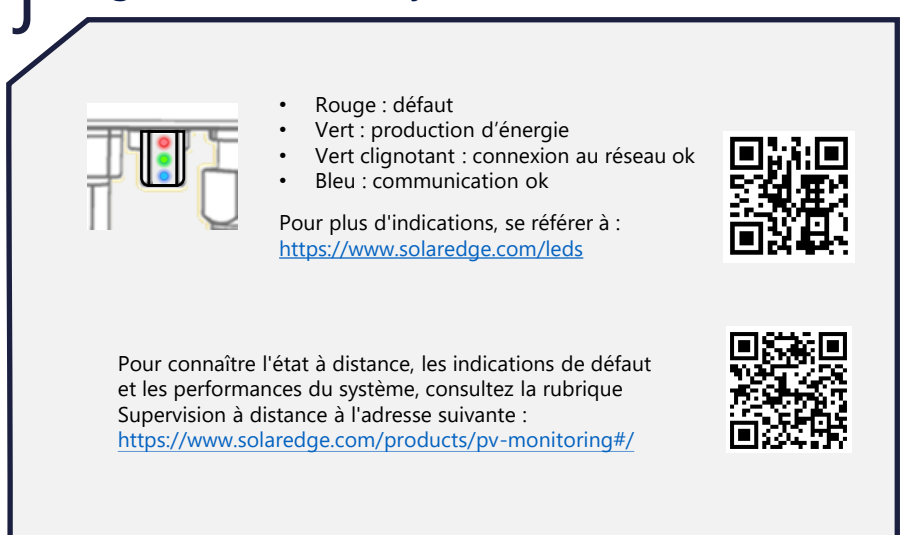 • Rouge : défaut
• Vert : production d’énergie
• Vert clignotant : connexion au réseau ok
• Bleu : communication ok
Pour plus d'indications, se référer à :
https://www.solaredge.com/leds
Pour connaître l'état à distance, les indications de défaut
et les performances du système, consultez la rubrique
Supervision à distance à l'adresse suivante :
https://www.solaredge.com/products/pv-monitoring#/